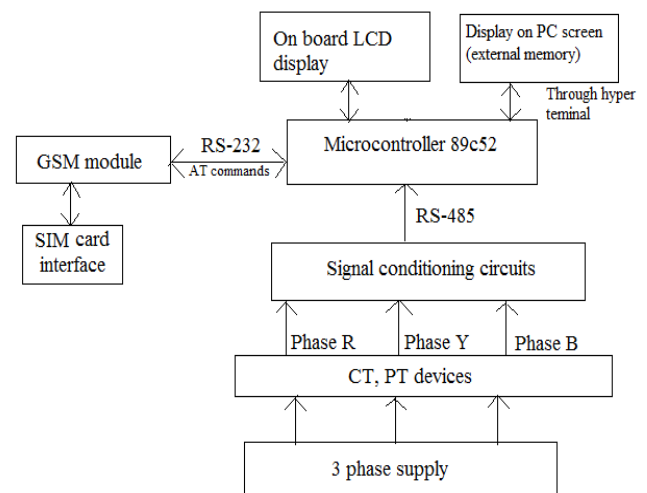 On board LCD
display
Display on PC screen
(external memory)
Through hyper
teminal
Microcontroller 89c52
RS-232
AT commands
GSM module
SIM card
interface
RS-485
Signal conditioning circuits
Phase R
Phase Y
Phase B
CT, PT devices
3 phase supply